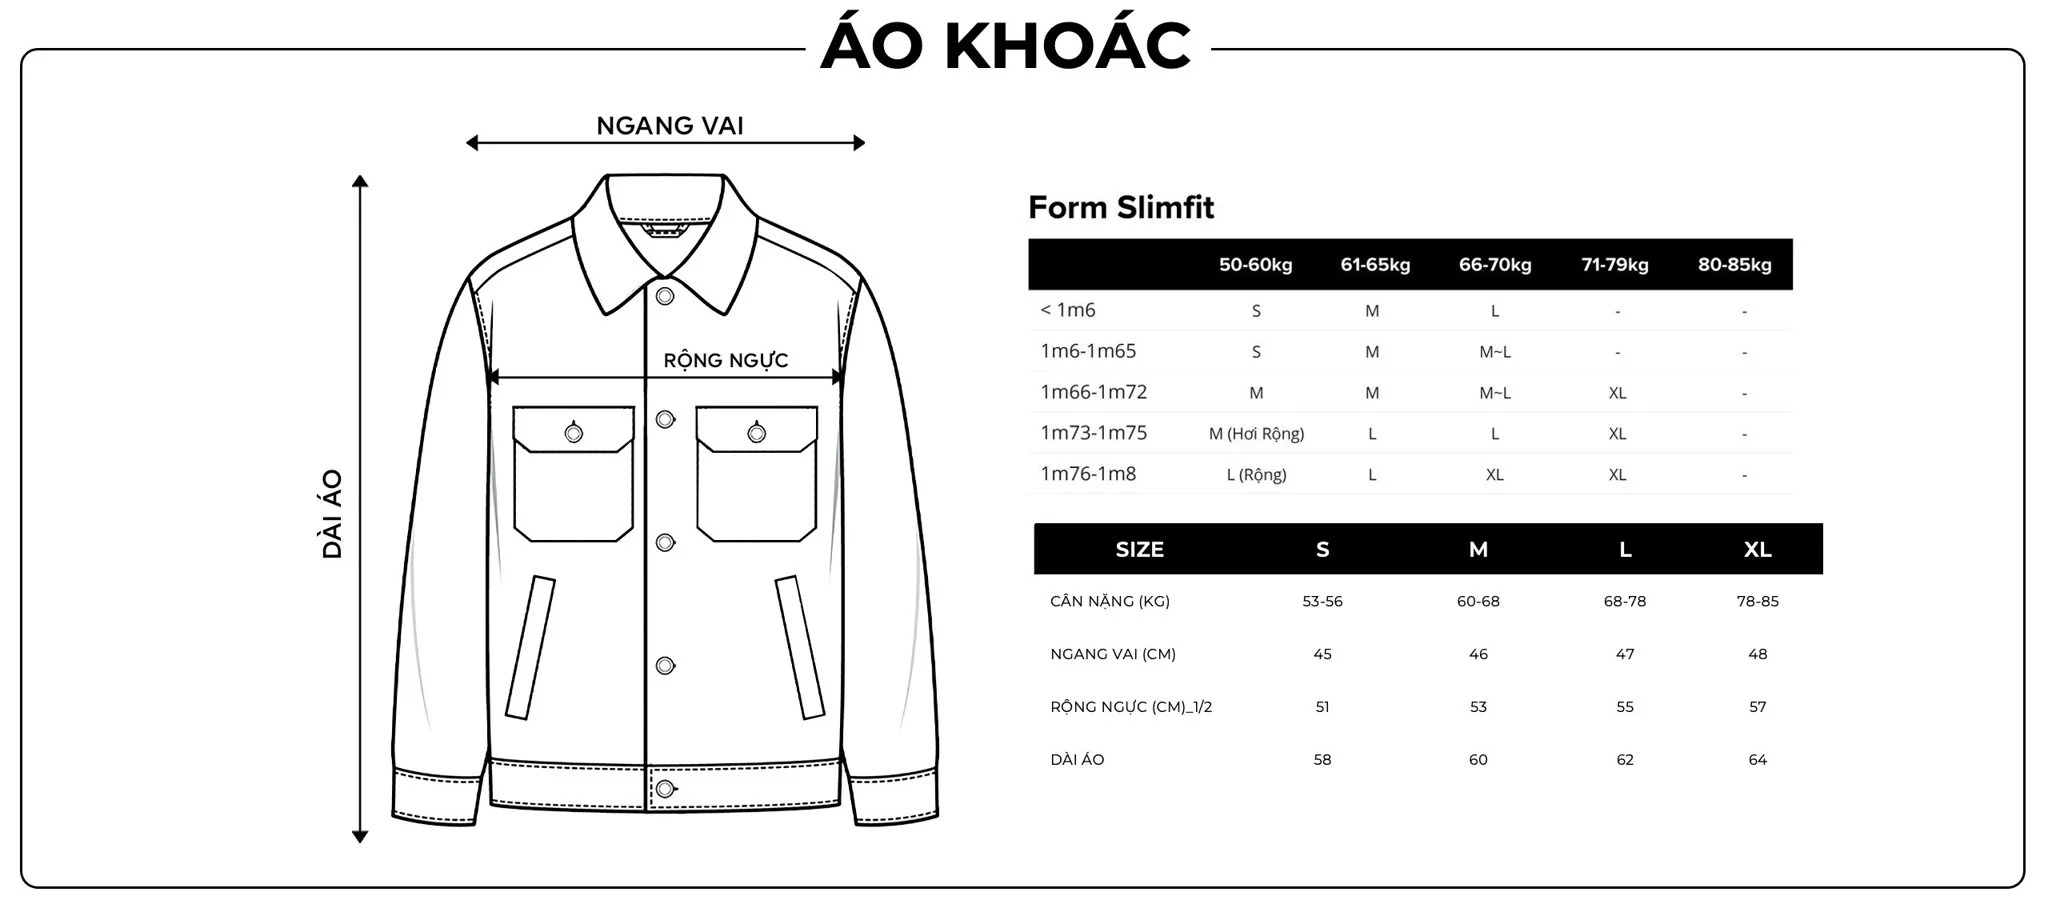 ÁO KHOÁC
NGANG VAI
RỘNG NGỰC
DÀI ÁO
Form Slimfit
50-60kg 61-65kg 66-70kg 71-79kg 80-85kg
< 1m6 S M L - -
1m6-1m65 S M M~L - -
1m66-1m72 M M M~L XL -
1m73-1m75 M (Hơi Rộng) L L XL -
1m76-1m8 L (Rộng) L XL XL -
SIZE S M L XL
CÂN NẶNG (KG) 53-56 60-68 68-78 78-85
NGANG VAI (CM) 45 46 47 48
RỘNG NGỰC (CM)_1/2 51 53 55 57
DÀI ÁO 58 60 62 64